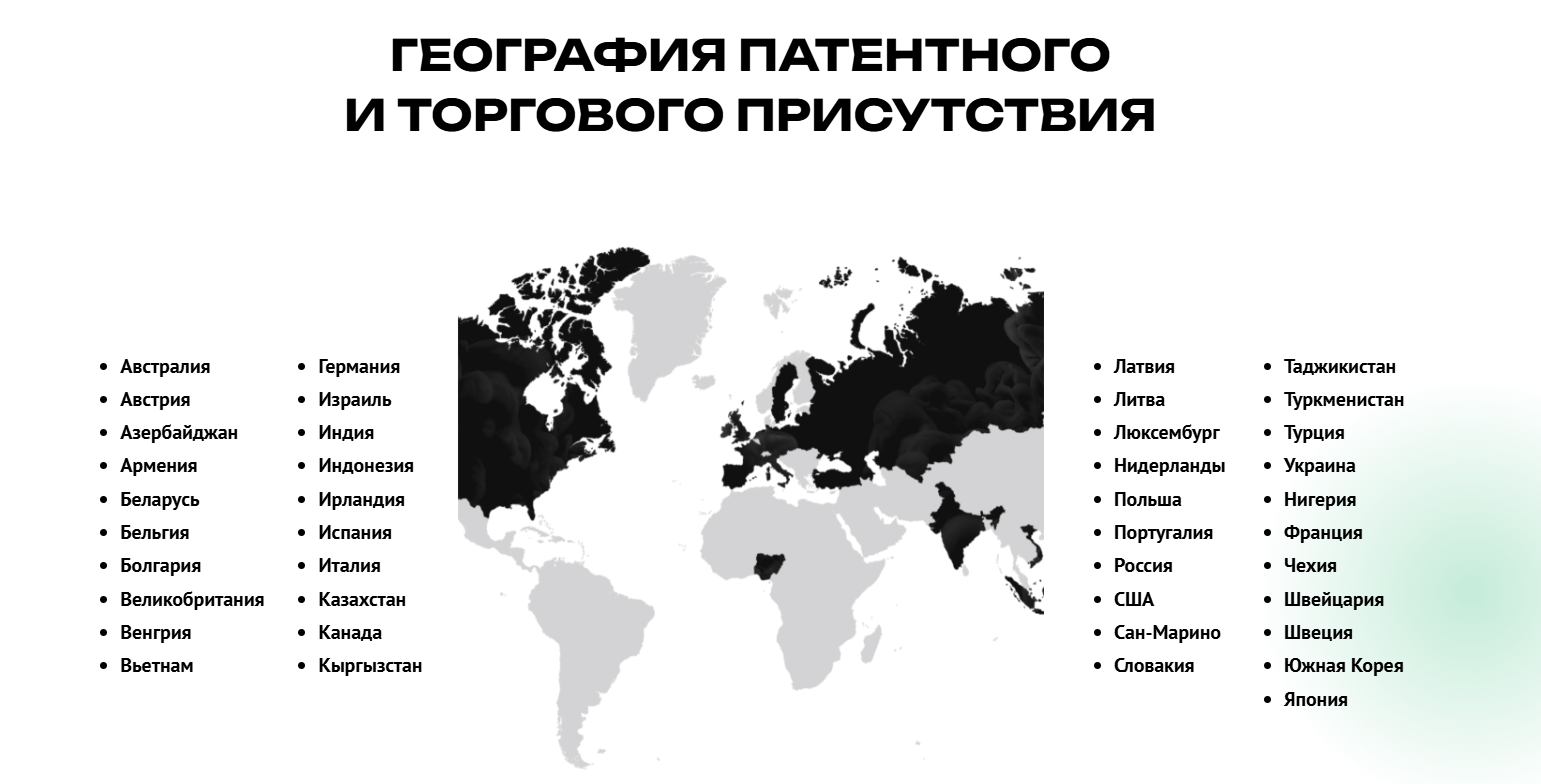 ГЕОГРАФИЯ ПАТЕНТНОГО
И ТОРГОВОГО ПРИСУТСТВИЯ
Австралия
Австрия
Азербайджан
Армения
Беларусь
Бельгия
Болгария
Великобритания
Венгрия
Вьетнам
Германия
Израиль
Индия
Индонезия
Ирландия
Испания
Италия
Казахстан
Канада
Кыргызстан
Латвия
Литва
Люксембург
Нидерланды
Польша
Португалия
Россия
США
Сан-Марино
Словакия
Таджикистан
Туркменистан
Турция
Украина
Нигерия
Франция
Чехия
Швейцария
Швеция
Южная Корея
Япония